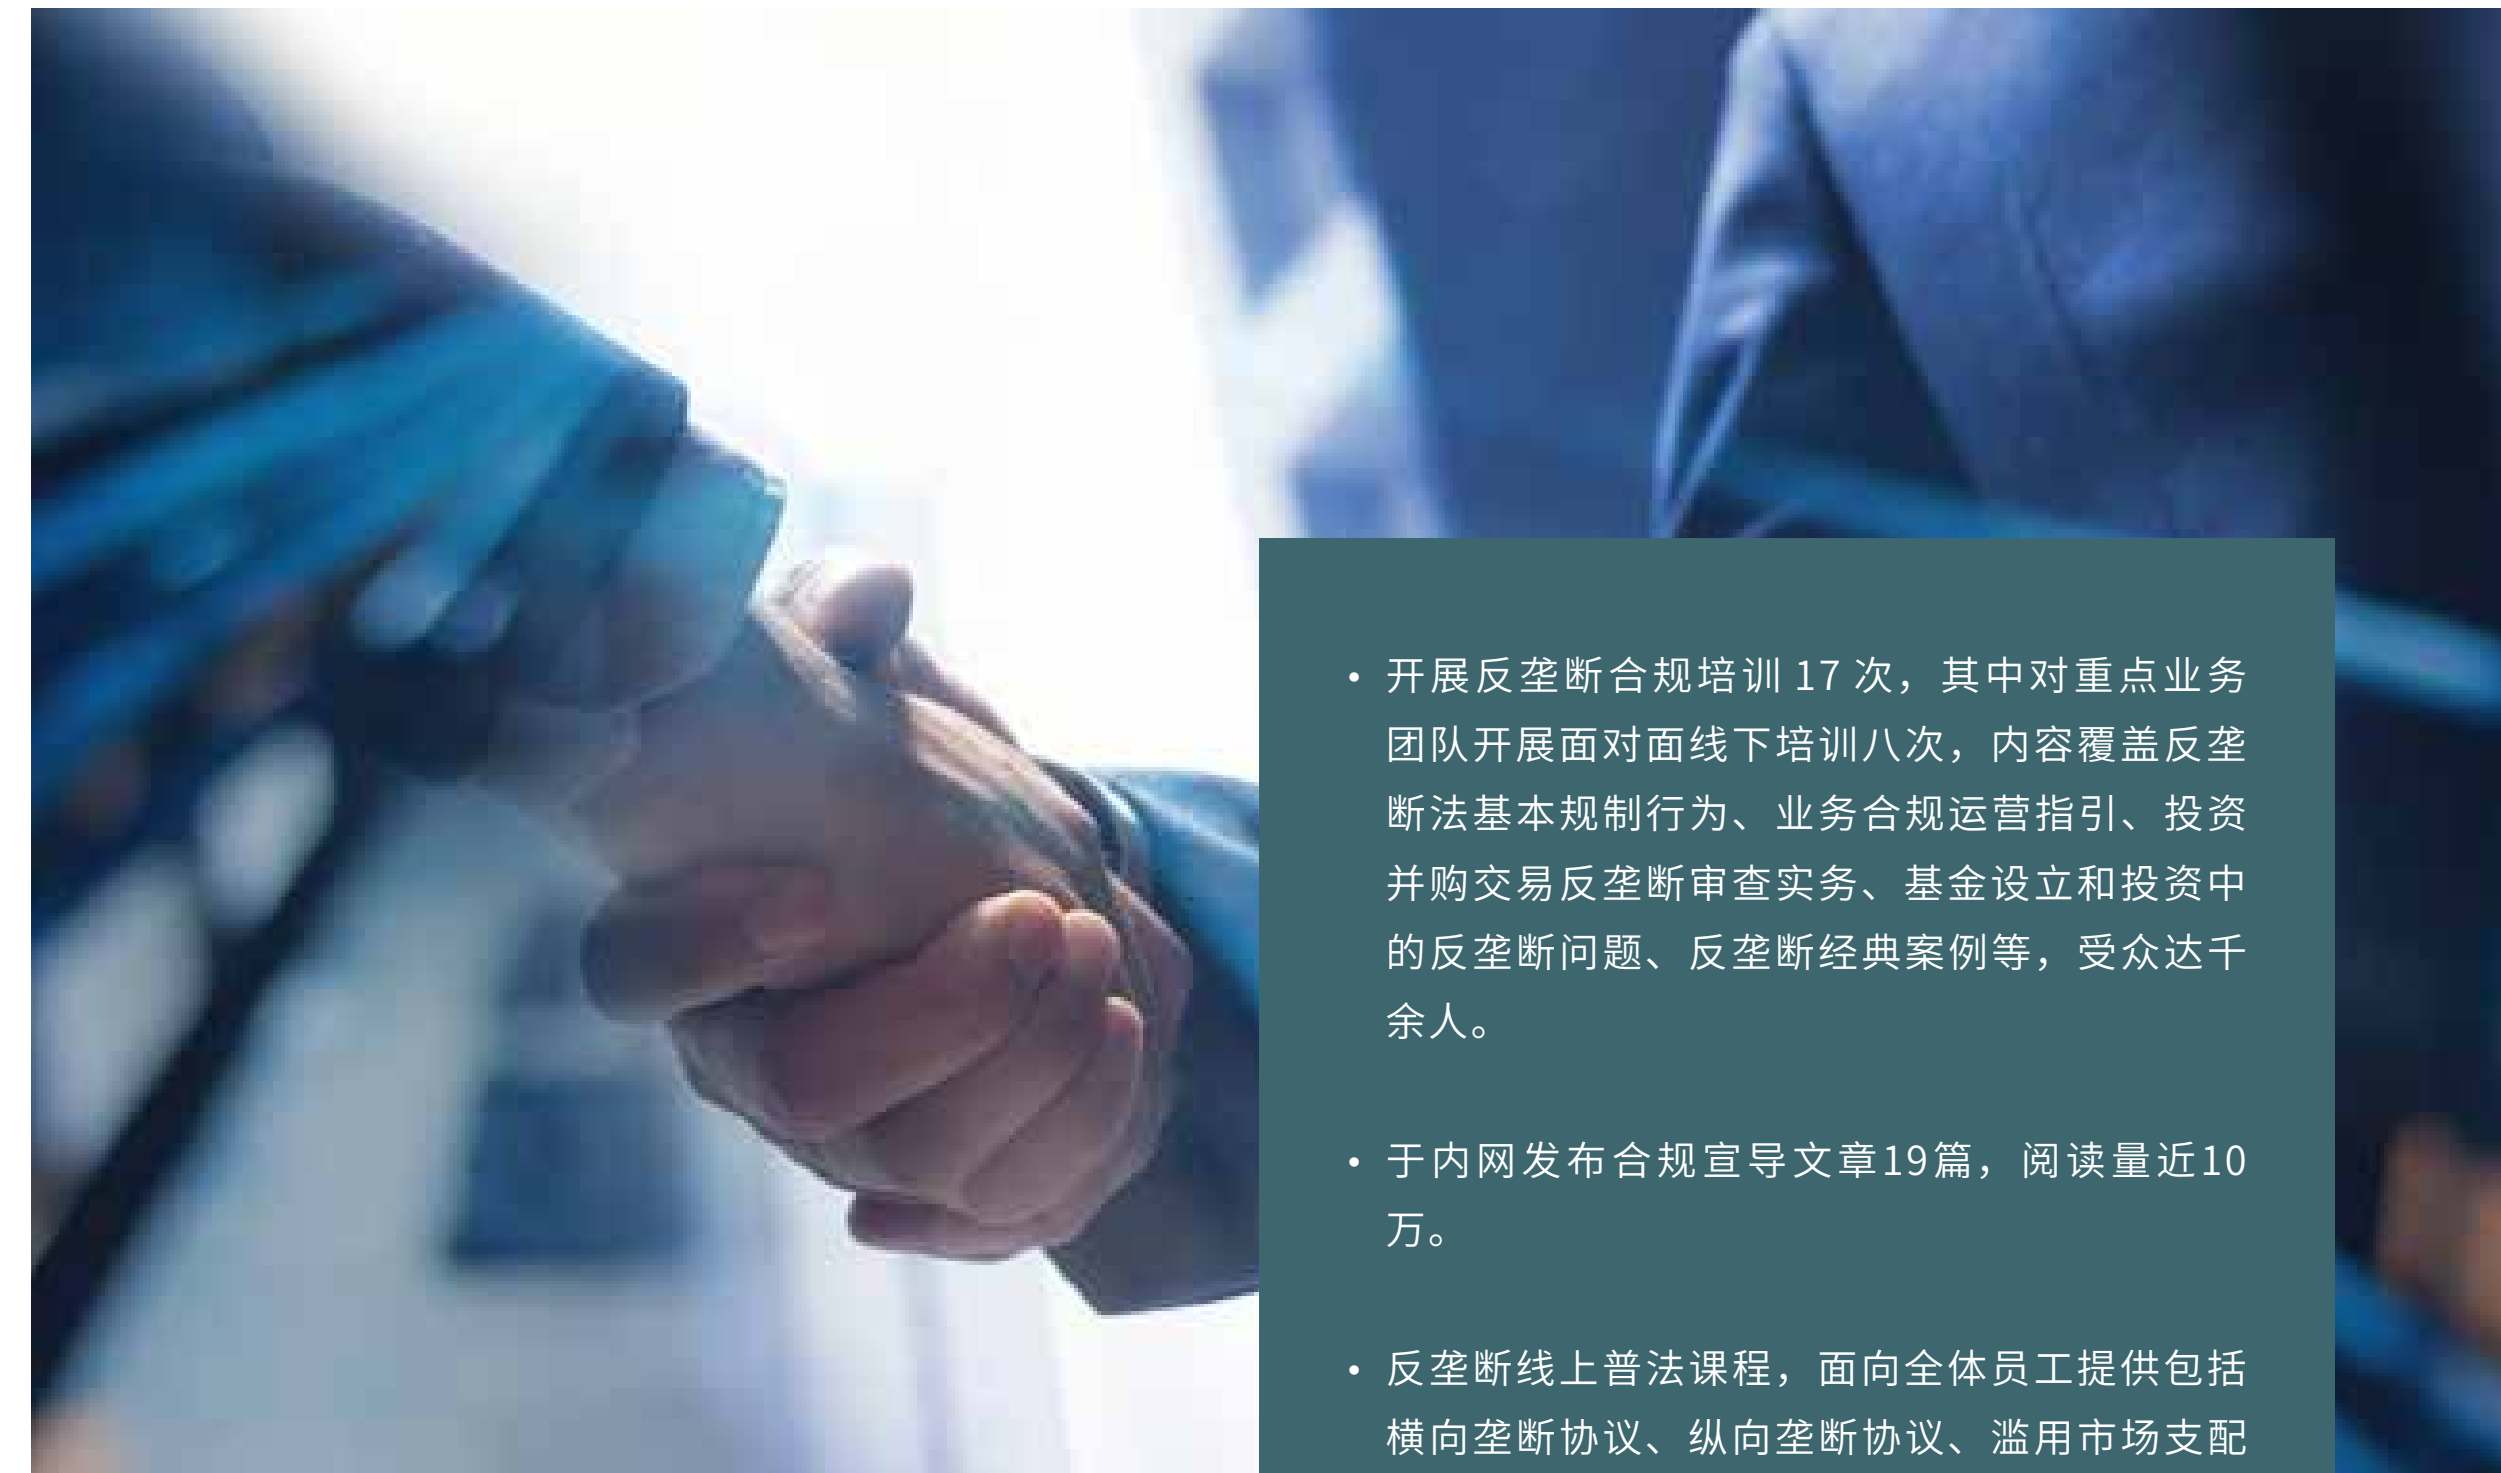 • 开展反垄断合规培训 17 次，其中对重点业务
团队开展面对面线下培训八次，内容覆盖反垄
断法基本规制行为、业务合规运营指引、投资
并购交易反垄断审查实务、基金设立和投资中
的反垄断问题、反垄断经典案例等，受众达千
余人。
• 于内网发布合规宣导文章19篇，阅读量近10
万。
• 反垄断线上普法课程，面向全体员工提供包括
横向垄断协议、纵向垄断协议、滥用市场支配